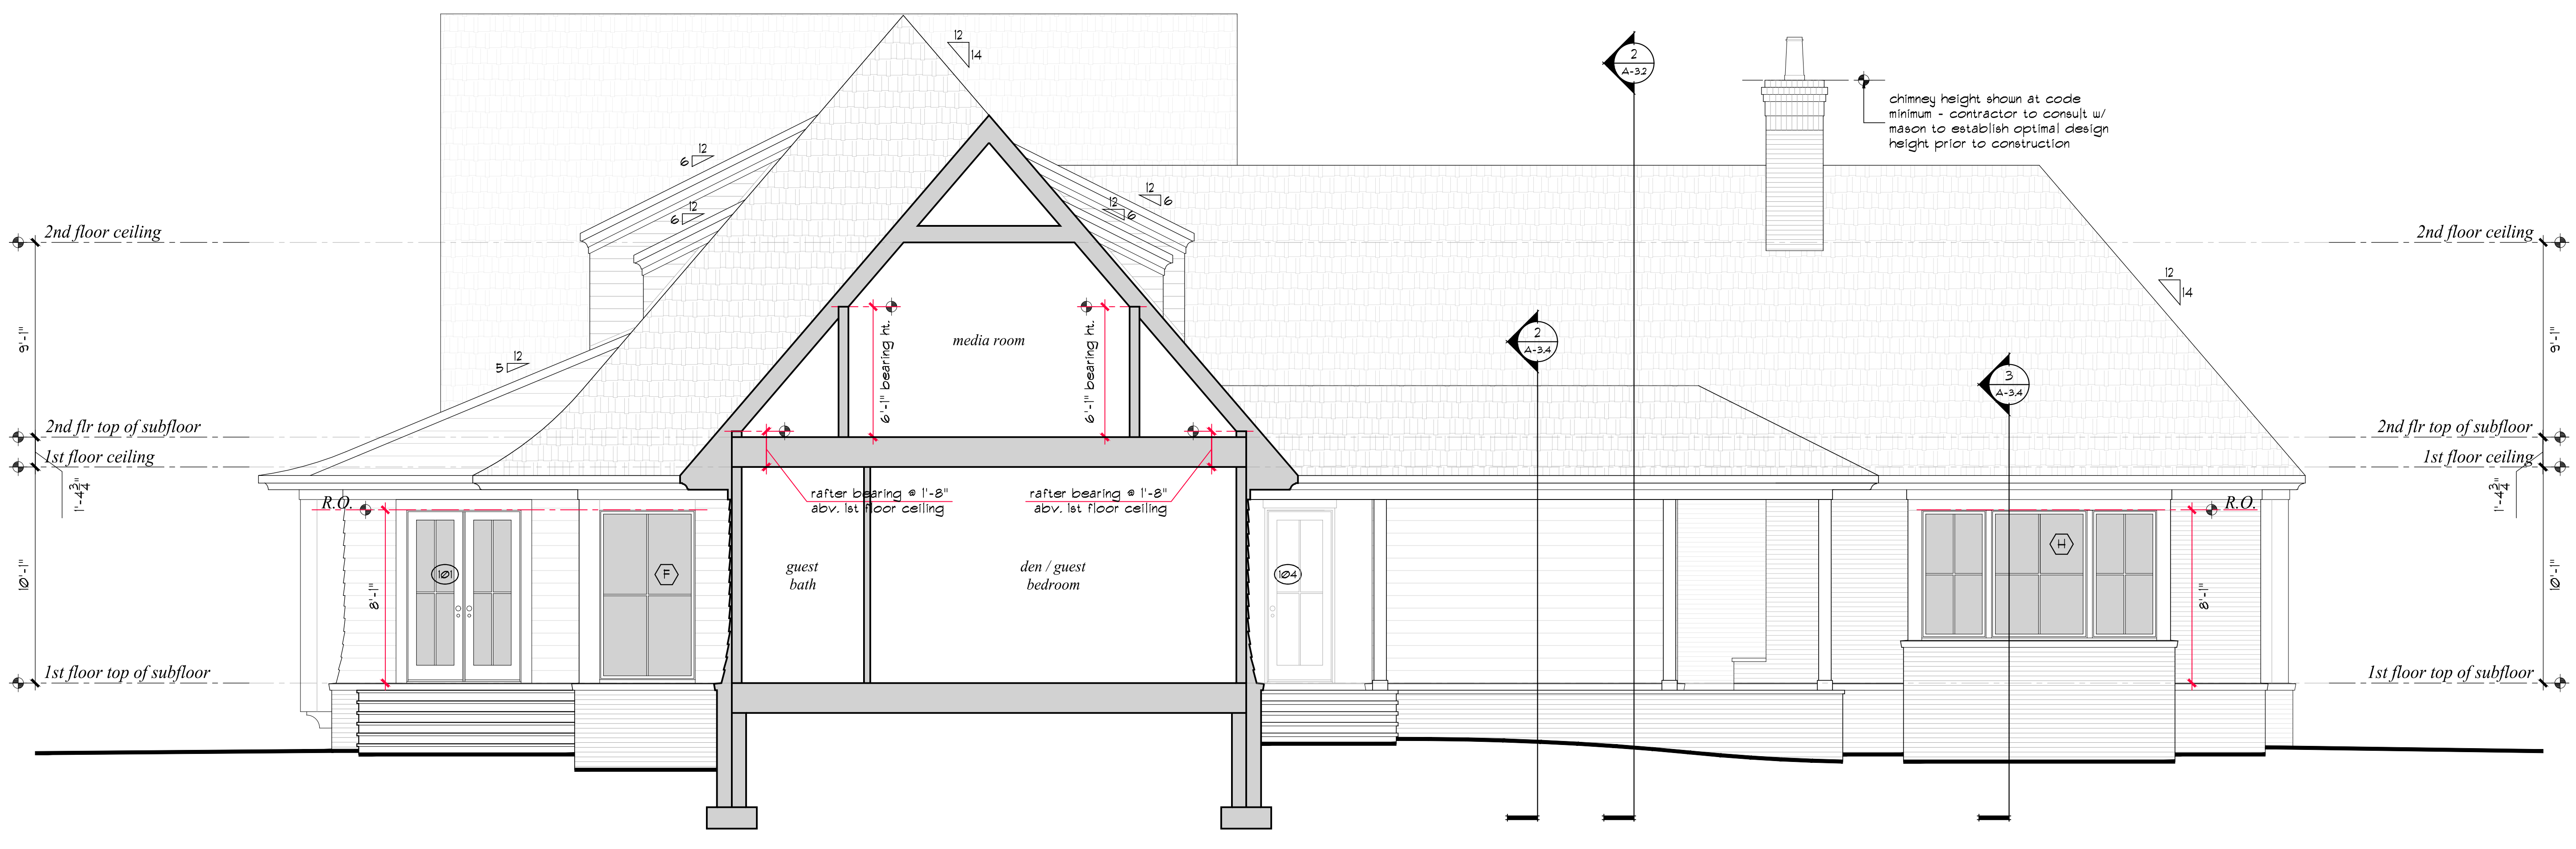 12
14
2
A-3.2
chimney height shown at code
minimum - contractor to consult w/
mason to establish optimal design
height prior to construction
12
6
12
6
12
6
12
6
2nd floor ceiling
2nd floor ceiling
12
14
9'-1"
6'-1" bearing ht.
media room
6'-1" bearing ht.
2
A-3.4
9'-1"
12
5
3
A-3.4
2nd flr top of subfloor
2nd flr top of subfloor
1st floor ceiling
1st floor ceiling
1'-4 3/4"
1'-4 3/4"
rafter bearing @ 1'-8"
abv. 1st floor ceiling
rafter bearing @ 1'-8"
abv. 1st floor ceiling
R.O.
R.O.
10'-1"
8'-1"
101
F
guest
bath
den / guest
bedroom
104
H
8'-1"
10'-1"
1st floor top of subfloor
1st floor top of subfloor